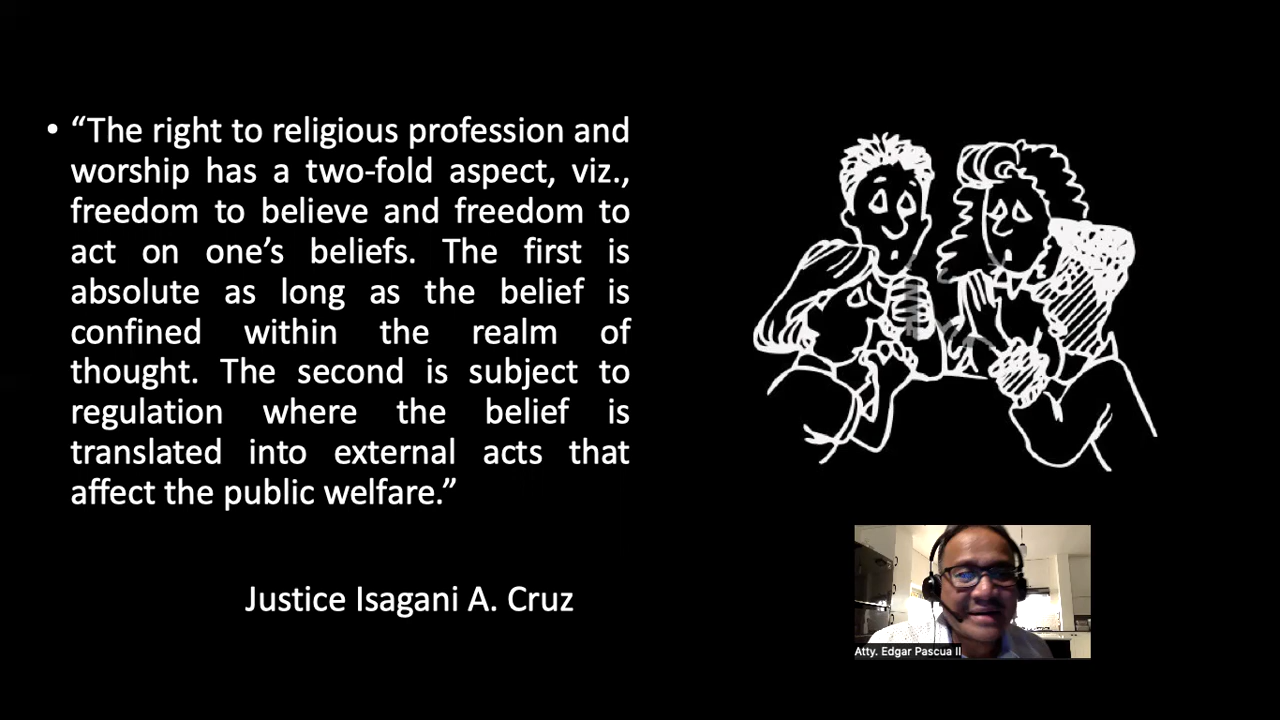 • “The right to religious profession and
worship has a two-fold aspect, viz.,
freedom to believe and freedom to
act on one’s beliefs. The first is
absolute as long as the belief is
confined within the realm of
thought. The second is subject to
regulation where the belief is
translated into external acts that
affect the public welfare.”
Justice Isagani A. Cruz
Atty. Edgar Pascua II